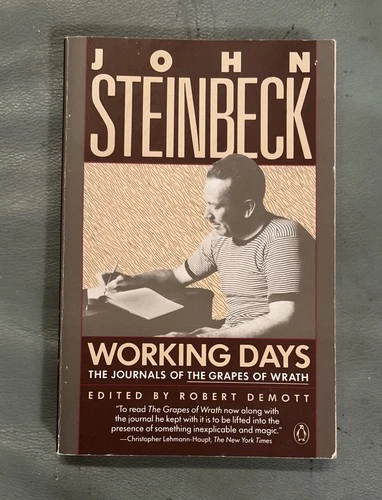 JOHN
STEINBECK
WORKING DAYS
THE JOURNALS OF THE GRAPES OF WRATH
EDITED BY ROBERT DEMOTT
"To read The Grapes of Wrath now along with
the journal he kept with it is to be lifted into the
presence of something inexplicable and magic."
—Christopher Lehmann-Haupt, The New York Times